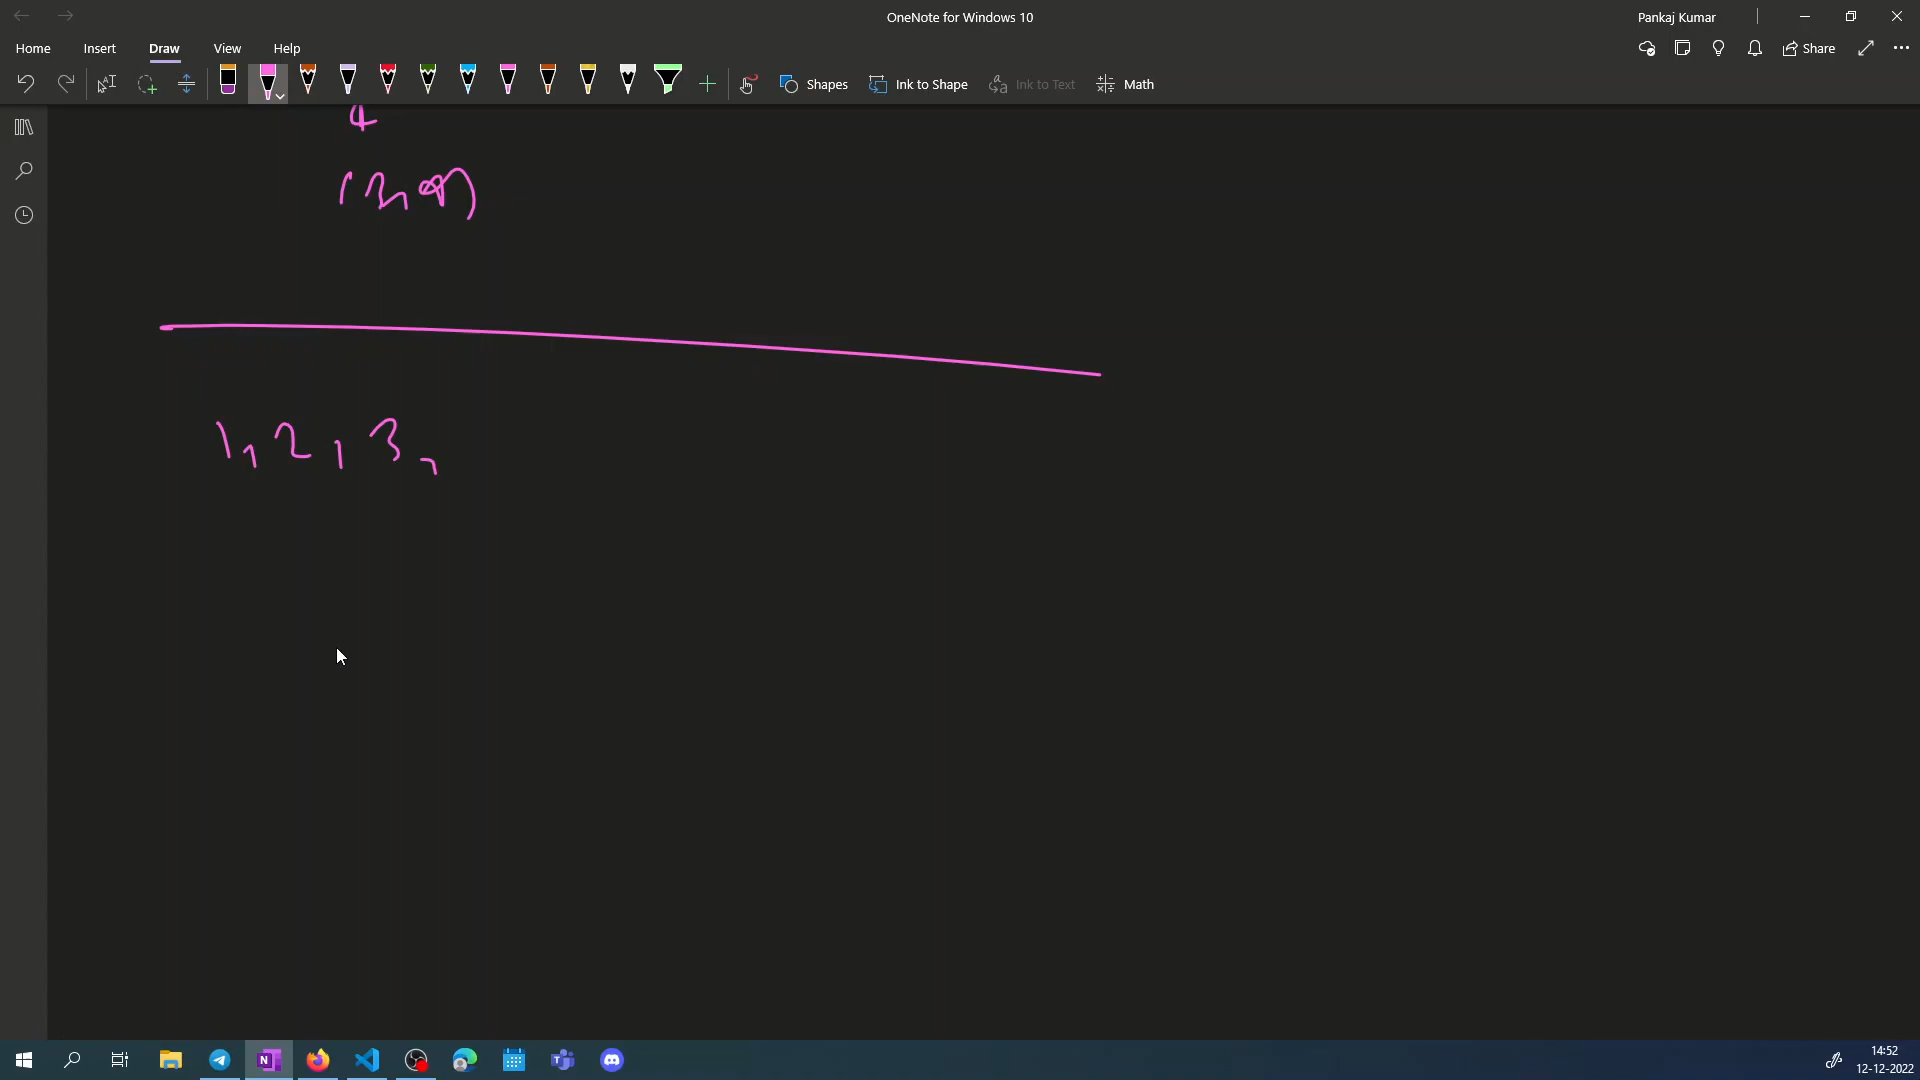 OneNote for Windows 10
Pankaj Kumar
Home Insert Draw View Help
Share
Shapes Ink to Shape Ink to Text Math
4
1, 2, 3,
14:52
12-12-2022